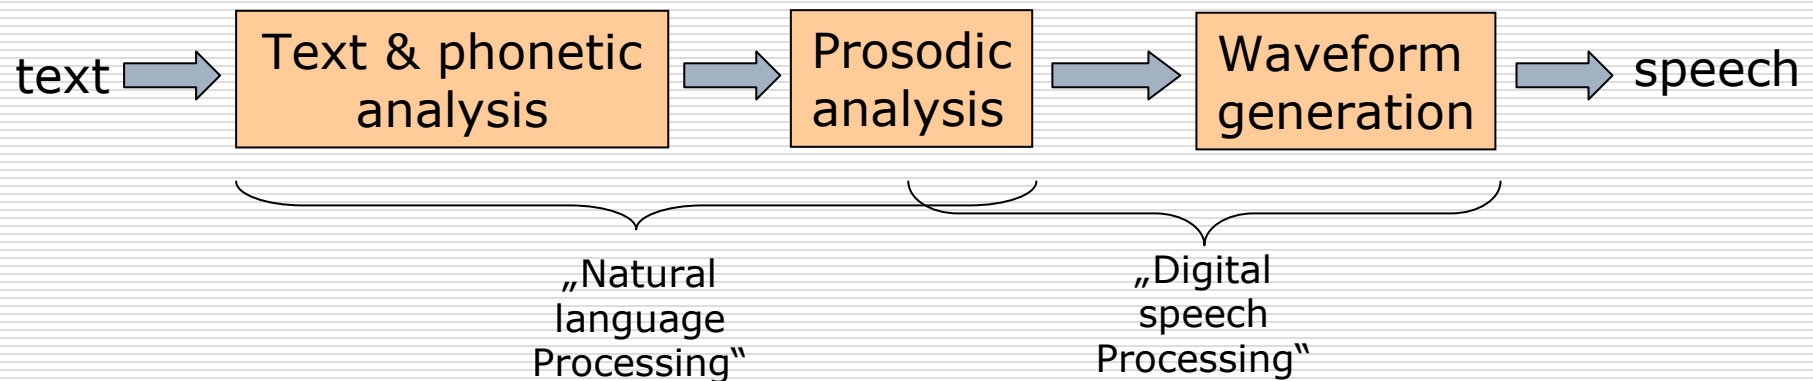 text
Text & phonetic
analysis
Prosodic
analysis
Waveform
generation
speech
„Natural
language
Processing“
„Digital
speech
Processing“